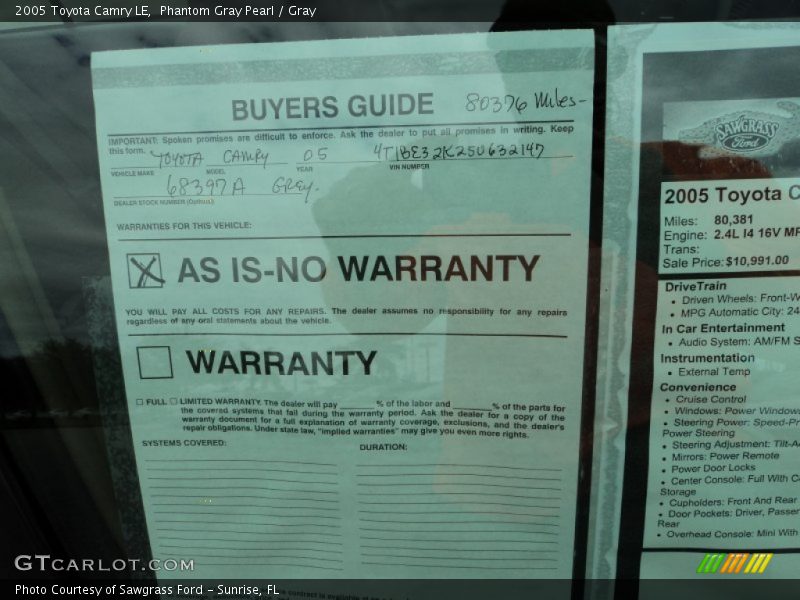 2005 Toyota Camry LE, Phantom Gray Pearl / Gray
BUYERS GUIDE 80376 Miles-
IMPORTANT: Spoken promises are difficult to enforce. Ask the dealer to put all promises in writing. Keep
this form.
TOYOTA CAMRY 05 4T1BE32K25U632147
VEHICLE MAKE MODEL YEAR VIN NUMBER
68397A GREY.
DEALER STOCK NUMBER (Optional)
WARRANTIES FOR THIS VEHICLE:
AS IS-NO WARRANTY
YOU WILL PAY ALL COSTS FOR ANY REPAIRS. The dealer assumes no responsibility for any repairs
regardless of any oral statements about the vehicle.
WARRANTY
FULL LIMITED WARRANTY. The dealer will pay ______% of the labor and ______% of the parts for
the covered systems that fail during the warranty period. Ask the dealer for a copy of the
warranty document for a full explanation of warranty coverage, exclusions, and the dealer's
repair obligations. Under state law, "implied warranties" may give you even more rights.
SYSTEMS COVERED: DURATION:
SAWGRASS
Ford
2005 Toyota C
Miles: 80,381
Engine: 2.4L I4 16V MP
Trans:
Sale Price: $10,991.00
DriveTrain
Driven Wheels: Front-W
MPG Automatic City: 24
In Car Entertainment
Audio System: AM/FM S
Instrumentation
External Temp
Convenience
Cruise Control
Windows: Power Windows
Steering Power: Speed-Pr
Power Steering
Steering Adjustment: Tilt-A
Mirrors: Power Remote
Power Door Locks
Center Console: Full With C
Storage
Cupholders: Front And Rear
Door Pockets: Driver, Passen
Rear
Overhead Console: Mini With
GTCARLOT.COM
Photo Courtesy of Sawgrass Ford - Sunrise, FL